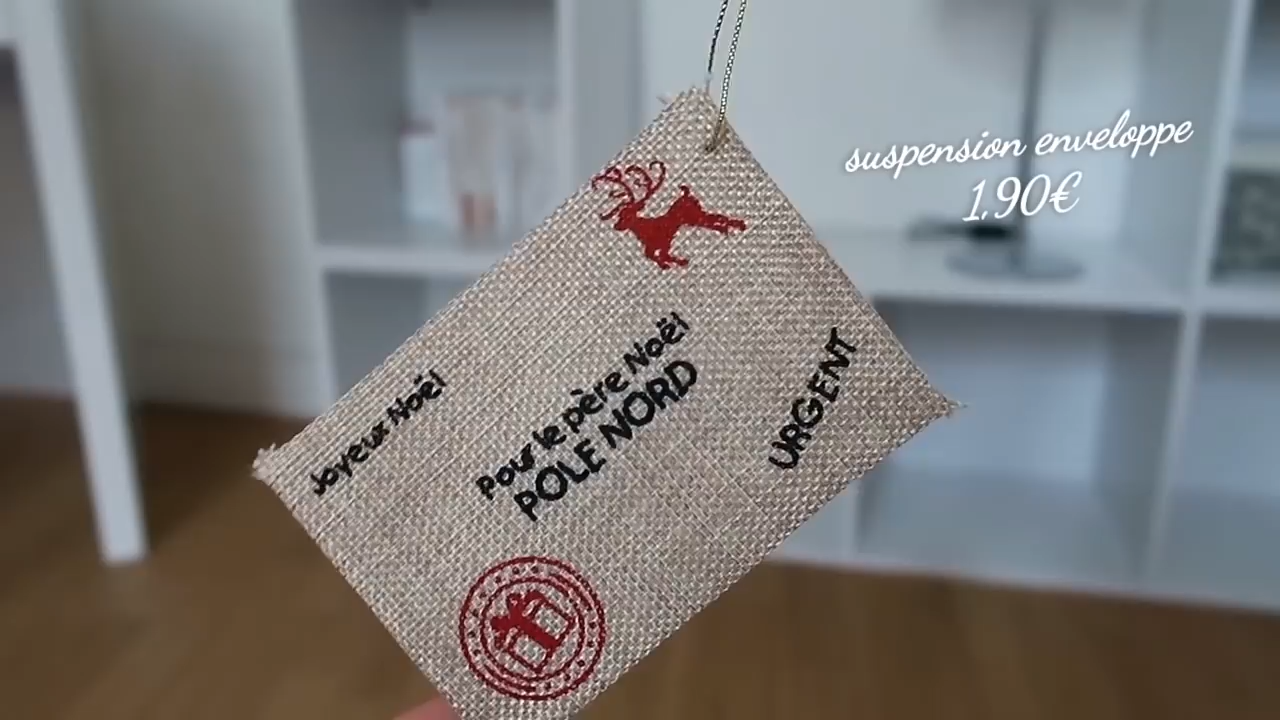 suspension enveloppe
1,90€
Joyeux Noël
Pour le père Noël
POLE NORD
URGENT